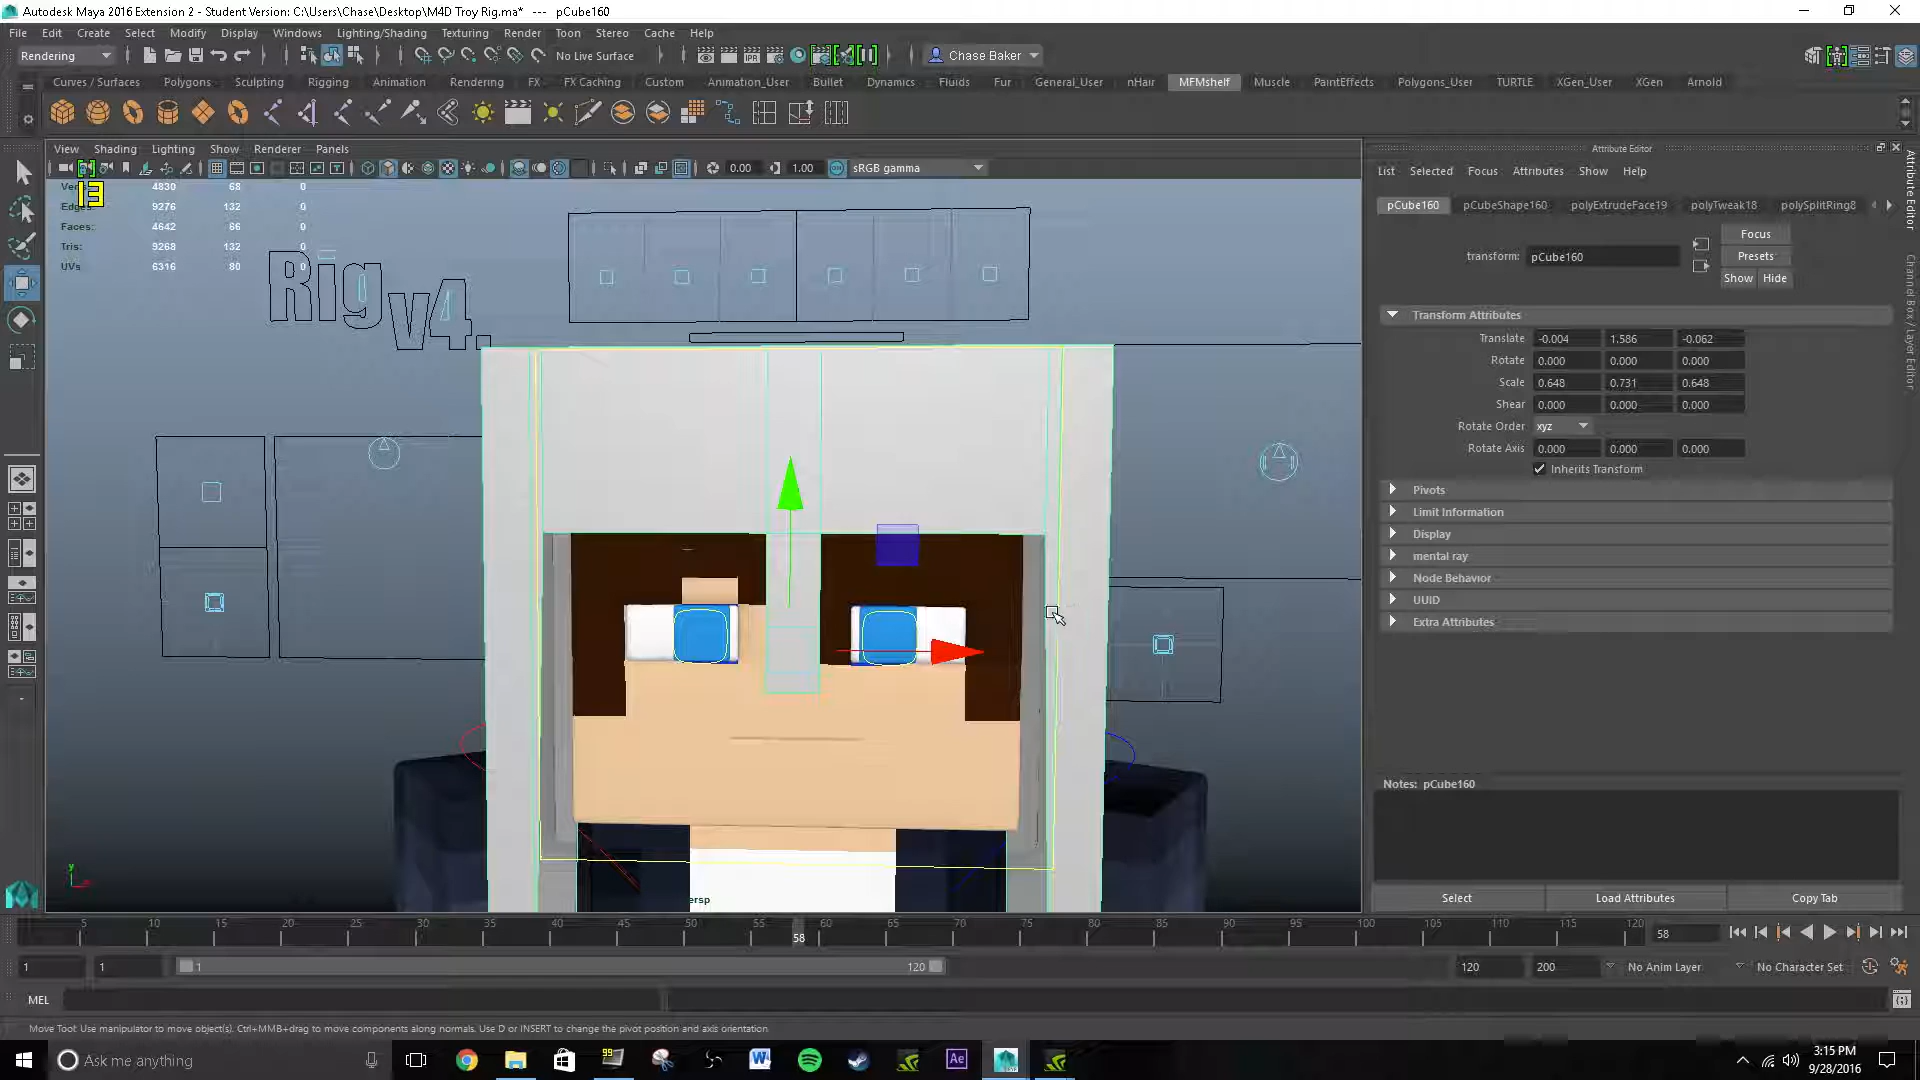 Autodesk Maya 2016 Extension 2 - Student Version: C:\Users\Chase\Desktop\M4D Troy Rig.ma* --- pCube160
File Edit Create Select Modify Display Windows Lighting/Shading Texturing Render Toon Stereo Cache Help
Rendering No Live Surface Chase Baker
Curves / Surfaces Polygons Sculpting Rigging Animation Rendering FX FX Caching Custom Animation_User Bullet Dynamics Fluids Fur General_User nHair MFMshelf Muscle PaintEffects Polygons_User TURTLE XGen_User XGen Arnold
View Shading Lighting Show Renderer Panels
0.00 1.00 sRGB gamma
4830 68 0
9276 132 0
Faces: 4642 66 0
Tris: 9268 132 0
UVs 6316 80 0
13
Rig v4.
Attribute Editor
List Selected Focus Attributes Show Help
pCube160 pCubeShape160 polyExtrudeFace19 polyTweak18 polySplitRing8
transform: pCube160
Focus
Presets
Show Hide
Transform Attributes
Translate -0.004 1.586 -0.062
Rotate 0.000 0.000 0.000
Scale 0.648 0.731 0.648
Shear 0.000 0.000 0.000
Rotate Order xyz
Rotate Axis 0.000 0.000 0.000
Inherits Transform
Pivots
Limit Information
Display
mental ray
Node Behavior
UUID
Extra Attributes
Notes: pCube160
Select Load Attributes Copy Tab
Attribute Editor
Channel Box / Layer Editor
ersp
5 10 15 20 25 30 35 40 45 50 55 58 60 65 70 75 80 85 90 95 100 105 110 115 120 58
1 1 1 120 120 200 No Anim Layer No Character Set
MEL
Move Tool: Use manipulator to move object(s). Ctrl+MMB+drag to move components along normals. Use D or INSERT to change the pivot position and axis orientation.
Ask me anything
99
Ae
3:15 PM
9/28/2016